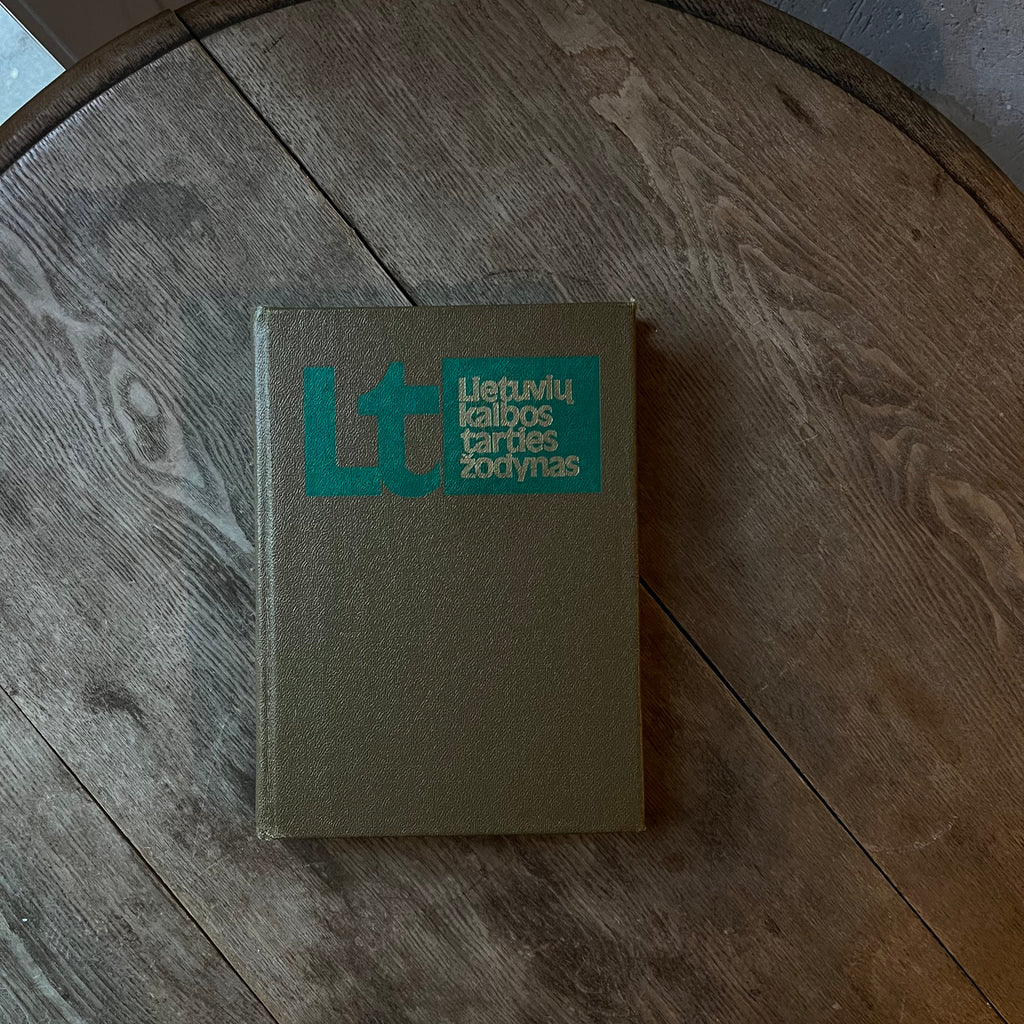 Lt
Lietuvių
kalbos
tarties
žodynas